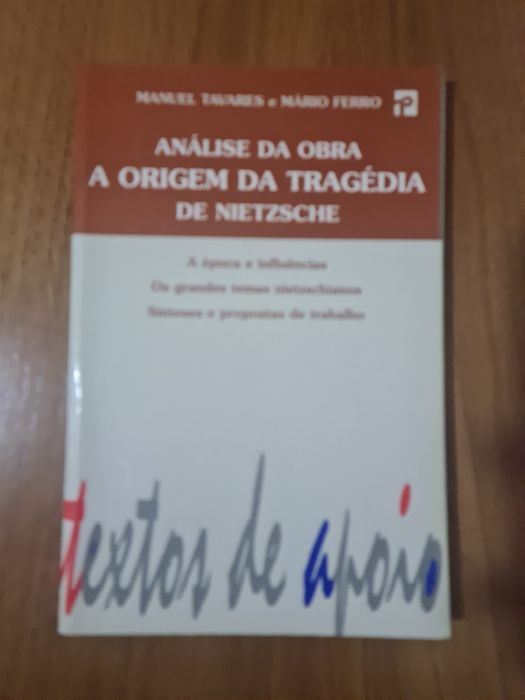 MANUEL TAVARES e MÁRIO FERRO
ANÁLISE DA OBRA
A ORIGEM DA TRAGÉDIA
DE NIETZSCHE
A época e influências
Os grandes temas nietzschianos
Sínteses e propostas de trabalho
textos de apoio